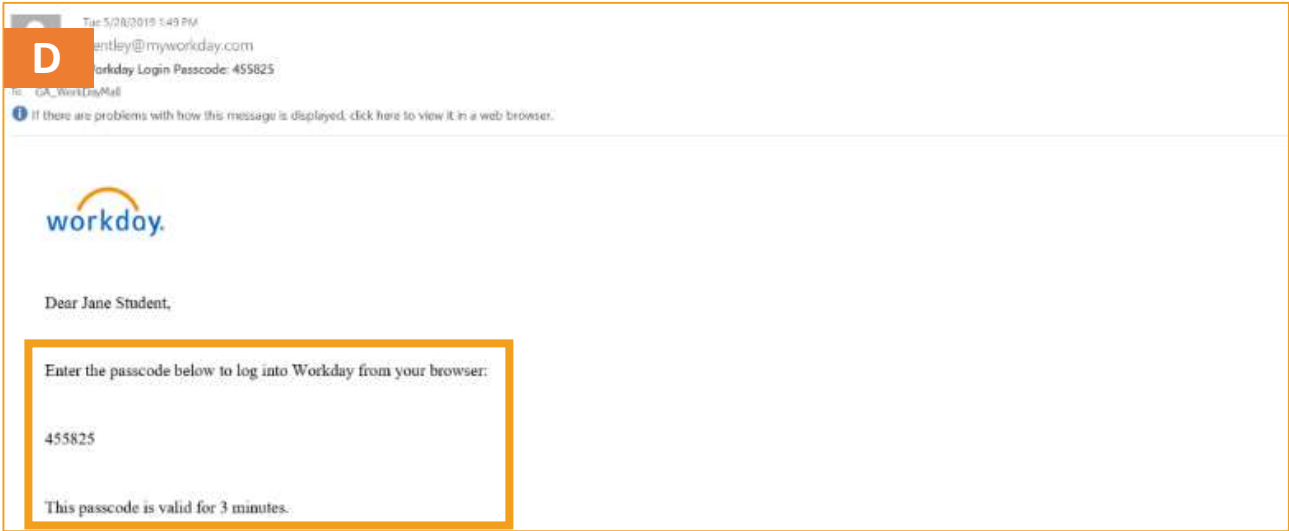 Tue 5/28/2019 1:49 PM
entley@myworkday.com
D
orkday Login Passcode: 455825
To GA_WorkDayMail
If there are problems with how this message is displayed, click here to view it in a web browser.
workday.
Dear Jane Student,
Enter the passcode below to log into Workday from your browser:
455825
This passcode is valid for 3 minutes.